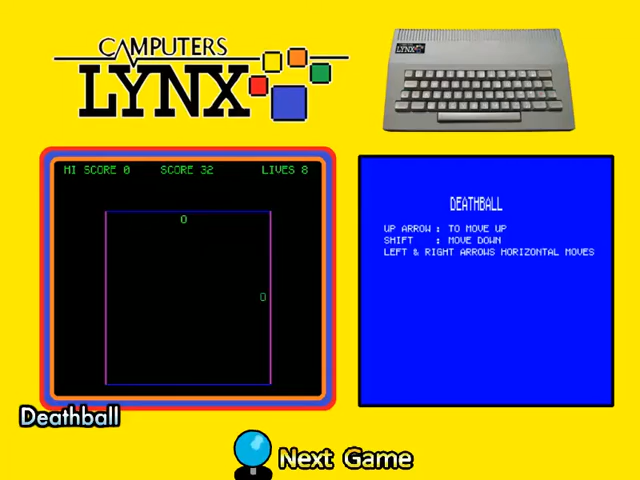 CAMPUTERS
LYNX
LYNX
HI SCORE 0 SCORE 32 LIVES 8
0
0
DEATHBALL
UP ARROW : TO MOVE UP
SHIFT : MOVE DOWN
LEFT & RIGHT ARROWS HORIZONTAL MOVES
Deathball
Next Game